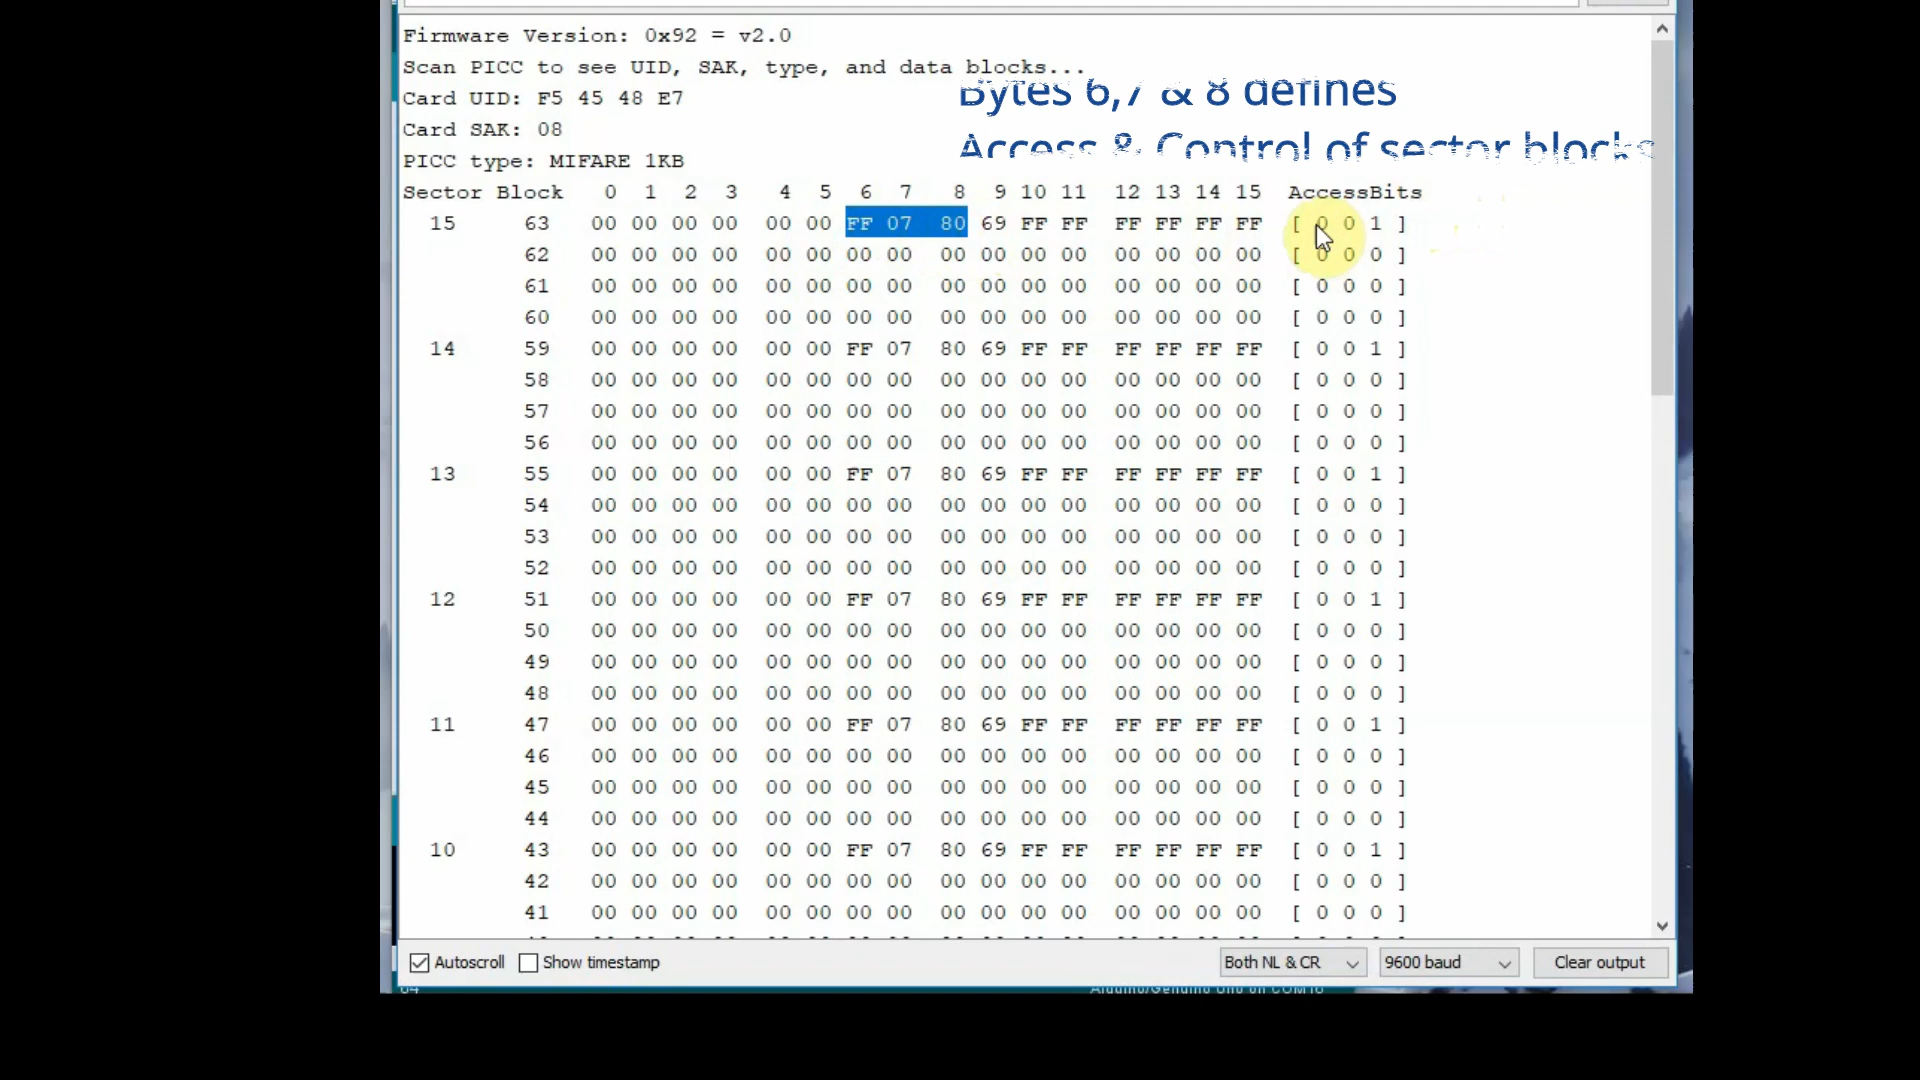 Firmware Version: 0x92 = v2.0
Scan PICC to see UID, SAK, type, and data blocks...
Bytes 6,7 & 8 defines
Card UID: F5 45 48 E7
Card SAK: 08
Access & Control of sector blocks
PICC type: MIFARE 1KB
Sector Block 0 1 2 3 4 5 6 7 8 9 10 11 12 13 14 15 AccessBits
15 63 00 00 00 00 00 00 FF 07 80 69 FF FF FF FF FF FF [ 0 0 1 ]
62 00 00 00 00 00 00 00 00 00 00 00 00 00 00 00 00 [ 0 0 0 ]
61 00 00 00 00 00 00 00 00 00 00 00 00 00 00 00 00 [ 0 0 0 ]
60 00 00 00 00 00 00 00 00 00 00 00 00 00 00 00 00 [ 0 0 0 ]
14 59 00 00 00 00 00 00 FF 07 80 69 FF FF FF FF FF FF [ 0 0 1 ]
58 00 00 00 00 00 00 00 00 00 00 00 00 00 00 00 00 [ 0 0 0 ]
57 00 00 00 00 00 00 00 00 00 00 00 00 00 00 00 00 [ 0 0 0 ]
56 00 00 00 00 00 00 00 00 00 00 00 00 00 00 00 00 [ 0 0 0 ]
13 55 00 00 00 00 00 00 FF 07 80 69 FF FF FF FF FF FF [ 0 0 1 ]
54 00 00 00 00 00 00 00 00 00 00 00 00 00 00 00 00 [ 0 0 0 ]
53 00 00 00 00 00 00 00 00 00 00 00 00 00 00 00 00 [ 0 0 0 ]
52 00 00 00 00 00 00 00 00 00 00 00 00 00 00 00 00 [ 0 0 0 ]
12 51 00 00 00 00 00 00 FF 07 80 69 FF FF FF FF FF FF [ 0 0 1 ]
50 00 00 00 00 00 00 00 00 00 00 00 00 00 00 00 00 [ 0 0 0 ]
49 00 00 00 00 00 00 00 00 00 00 00 00 00 00 00 00 [ 0 0 0 ]
48 00 00 00 00 00 00 00 00 00 00 00 00 00 00 00 00 [ 0 0 0 ]
11 47 00 00 00 00 00 00 FF 07 80 69 FF FF FF FF FF FF [ 0 0 1 ]
46 00 00 00 00 00 00 00 00 00 00 00 00 00 00 00 00 [ 0 0 0 ]
45 00 00 00 00 00 00 00 00 00 00 00 00 00 00 00 00 [ 0 0 0 ]
44 00 00 00 00 00 00 00 00 00 00 00 00 00 00 00 00 [ 0 0 0 ]
10 43 00 00 00 00 00 00 FF 07 80 69 FF FF FF FF FF FF [ 0 0 1 ]
42 00 00 00 00 00 00 00 00 00 00 00 00 00 00 00 00 [ 0 0 0 ]
41 00 00 00 00 00 00 00 00 00 00 00 00 00 00 00 00 [ 0 0 0 ]
Autoscroll Show timestamp Both NL & CR 9600 baud Clear output
Arduino/Genuino Uno on